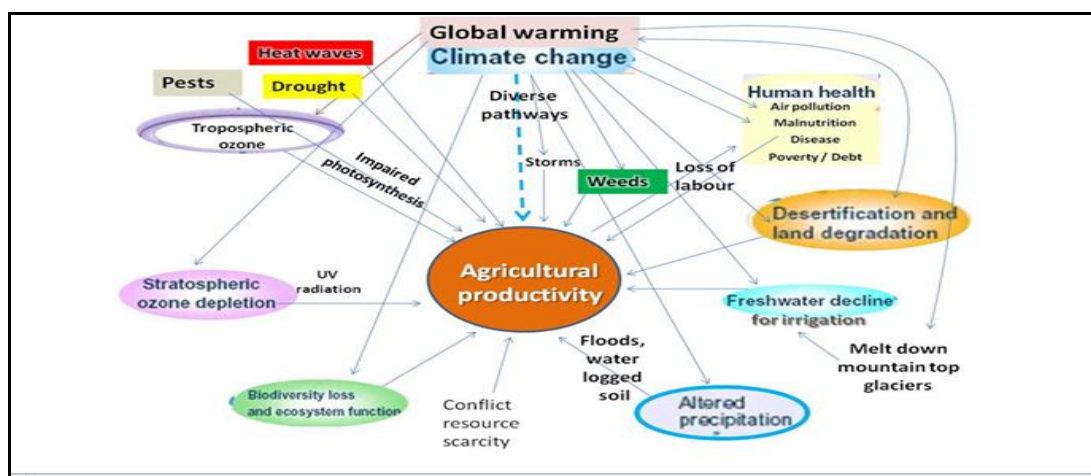 Global warming
Climate change
Heat waves
Pests
Drought
Tropospheric
ozone
Diverse
pathways
Impaired
photosynthesis
Storms
Weeds
Loss of
labour
Human health
Air pollution
Malnutrition
Disease
Poverty / Debt
Desertification and
land degradation
Agricultural
productivity
Stratospheric
ozone depletion
UV
radiation
Freshwater decline
for irrigation
Melt down
mountain top
glaciers
Floods,
water
logged
soil
Biodiversity loss
and ecosystem function
Conflict
resource
scarcity
Altered
precipitation